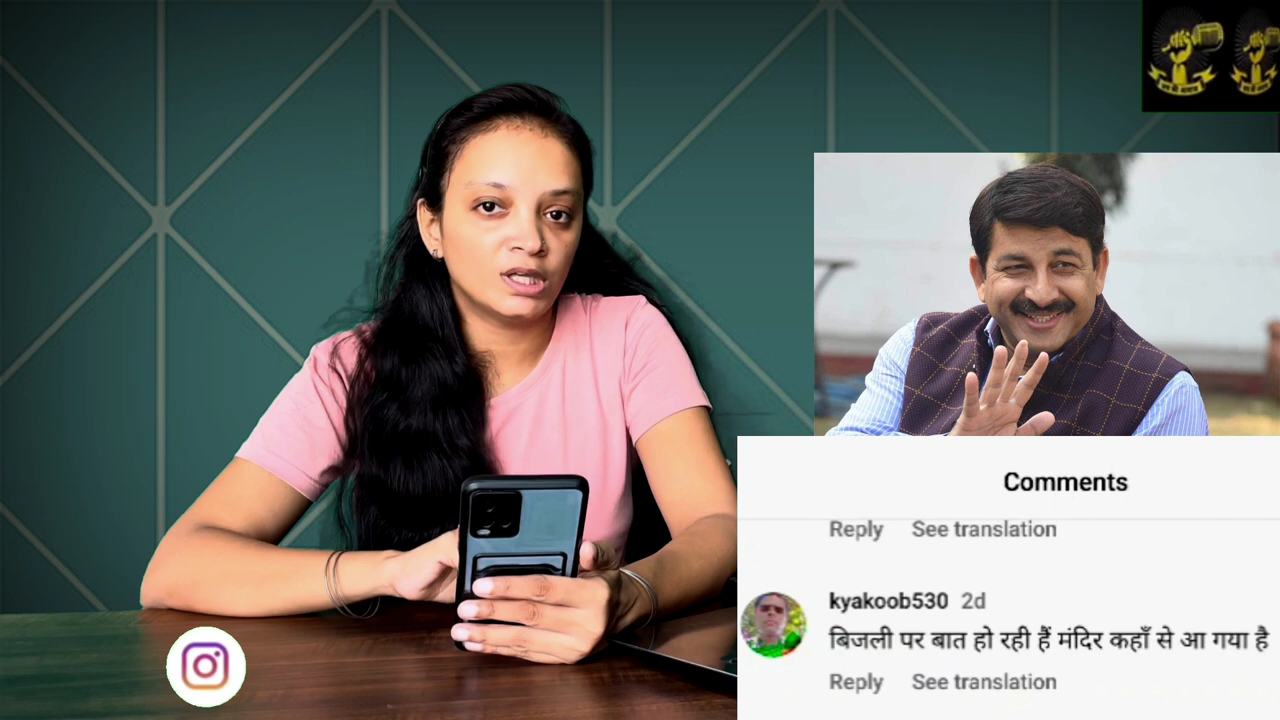 Comments
Reply See translation
kyakoob530 2d
बिजली पर बात हो रही हैं मंदिर कहाँ से आ गया है
Reply See translation